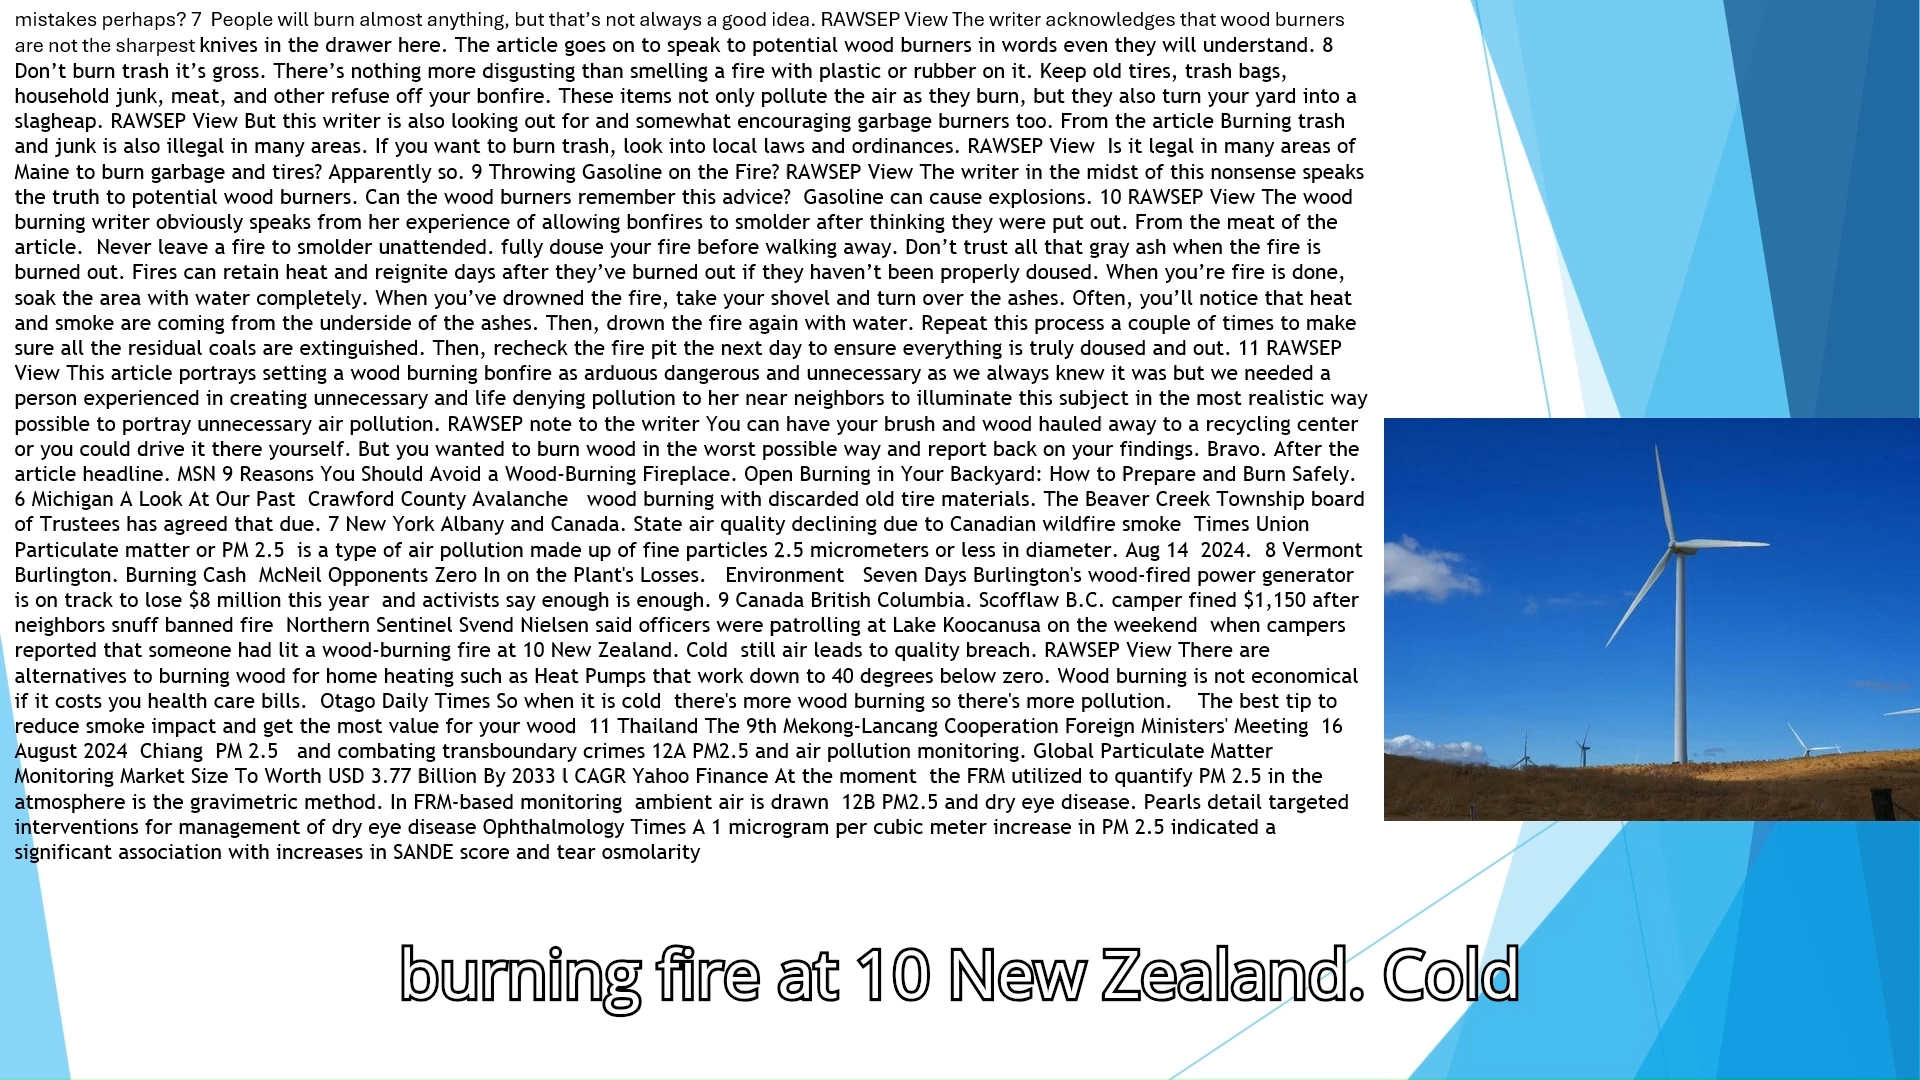 mistakes perhaps? 7  People will burn almost anything, but that’s not always a good idea. RAWSEP View The writer acknowledges that wood burners
are not the sharpest knives in the drawer here. The article goes on to speak to potential wood burners in words even they will understand. 8
Don’t burn trash it’s gross. There’s nothing more disgusting than smelling a fire with plastic or rubber on it. Keep old tires, trash bags,
household junk, meat, and other refuse off your bonfire. These items not only pollute the air as they burn, but they also turn your yard into a
slagheap. RAWSEP View But this writer is also looking out for and somewhat encouraging garbage burners too. From the article Burning trash
and junk is also illegal in many areas. If you want to burn trash, look into local laws and ordinances. RAWSEP View  Is it legal in many areas of
Maine to burn garbage and tires? Apparently so. 9 Throwing Gasoline on the Fire? RAWSEP View The writer in the midst of this nonsense speaks
the truth to potential wood burners. Can the wood burners remember this advice?  Gasoline can cause explosions. 10 RAWSEP View The wood
burning writer obviously speaks from her experience of allowing bonfires to smolder after thinking they were put out. From the meat of the
article.  Never leave a fire to smolder unattended. fully douse your fire before walking away. Don’t trust all that gray ash when the fire is
burned out. Fires can retain heat and reignite days after they’ve burned out if they haven’t been properly doused. When you’re fire is done,
soak the area with water completely. When you’ve drowned the fire, take your shovel and turn over the ashes. Often, you’ll notice that heat
and smoke are coming from the underside of the ashes. Then, drown the fire again with water. Repeat this process a couple of times to make
sure all the residual coals are extinguished. Then, recheck the fire pit the next day to ensure everything is truly doused and out. 11 RAWSEP
View This article portrays setting a wood burning bonfire as arduous dangerous and unnecessary as we always knew it was but we needed a
person experienced in creating unnecessary and life denying pollution to her near neighbors to illuminate this subject in the most realistic way
possible to portray unnecessary air pollution. RAWSEP note to the writer You can have your brush and wood hauled away to a recycling center
or you could drive it there yourself. But you wanted to burn wood in the worst possible way and report back on your findings. Bravo. After the
article headline. MSN 9 Reasons You Should Avoid a Wood-Burning Fireplace. Open Burning in Your Backyard: How to Prepare and Burn Safely.
6 Michigan A Look At Our Past  Crawford County Avalanche   wood burning with discarded old tire materials. The Beaver Creek Township board
of Trustees has agreed that due. 7 New York Albany and Canada. State air quality declining due to Canadian wildfire smoke  Times Union
Particulate matter or PM 2.5  is a type of air pollution made up of fine particles 2.5 micrometers or less in diameter. Aug 14  2024.  8 Vermont
Burlington. Burning Cash  McNeil Opponents Zero In on the Plant's Losses.   Environment   Seven Days Burlington's wood-fired power generator
is on track to lose $8 million this year  and activists say enough is enough. 9 Canada British Columbia. Scofflaw B.C. camper fined $1,150 after
neighbors snuff banned fire  Northern Sentinel Svend Nielsen said officers were patrolling at Lake Koocanusa on the weekend  when campers
reported that someone had lit a wood-burning fire at 10 New Zealand. Cold  still air leads to quality breach. RAWSEP View There are
alternatives to burning wood for home heating such as Heat Pumps that work down to 40 degrees below zero. Wood burning is not economical
if it costs you health care bills.  Otago Daily Times So when it is cold  there's more wood burning so there's more pollution.    The best tip to
reduce smoke impact and get the most value for your wood  11 Thailand The 9th Mekong-Lancang Cooperation Foreign Ministers' Meeting  16
August 2024  Chiang  PM 2.5   and combating transboundary crimes 12A PM2.5 and air pollution monitoring. Global Particulate Matter
Monitoring Market Size To Worth USD 3.77 Billion By 2033 l CAGR Yahoo Finance At the moment  the FRM utilized to quantify PM 2.5 in the
atmosphere is the gravimetric method. In FRM-based monitoring  ambient air is drawn  12B PM2.5 and dry eye disease. Pearls detail targeted
interventions for management of dry eye disease Ophthalmology Times A 1 microgram per cubic meter increase in PM 2.5 indicated a
significant association with increases in SANDE score and tear osmolarity
burning fire at 10 New Zealand. Cold